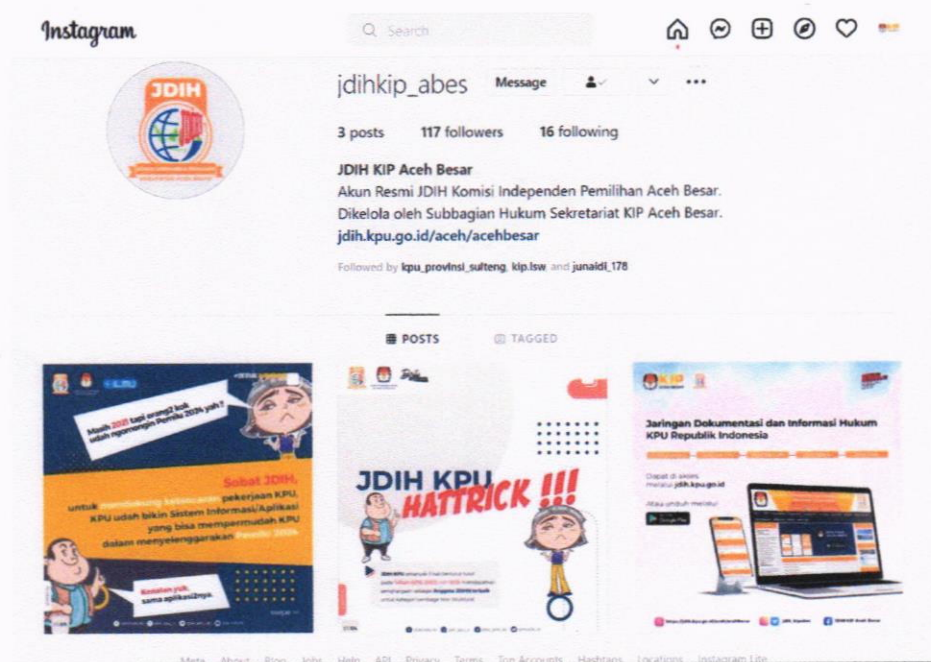 Instagram
Search
jdihkip_abes Message
3 posts 117 followers 16 following
JDIH KIP Aceh Besar
Akun Resmi JDIH Komisi Independen Pemilihan Aceh Besar.
Dikelola oleh Subbagian Hukum Sekretariat KIP Aceh Besar.
jdih.kpu.go.id/aceh/acehbesar
Followed by kpu_provinsi_sulteng, kip.lsw, and junaidi_178
POSTS TAGGED
JDIH
Masih 2021 tapi orang2 kok
udah ngomongin Pemilu 2024 yah?
Sobat JDIH,
untuk pekerjaan KPU,
KPU udah bikin Sistem Informasi/Aplikasi
yang bisa mempermudah KPU
dalam menyelenggarakan Pemilu 2024
Kenalan yuk,
sama aplikasi2nya.
JDIH KPU
HATTRICK !!!
KIP
Jaringan Dokumentasi dan Informasi Hukum
KPU Republik Indonesia
Dapat di akses
melalui jdih.kpu.go.id
Atau unduh melalui
Google Play
Meta About Blog Jobs Help API Privacy Terms Top Accounts Hashtags Locations Instagram Lite